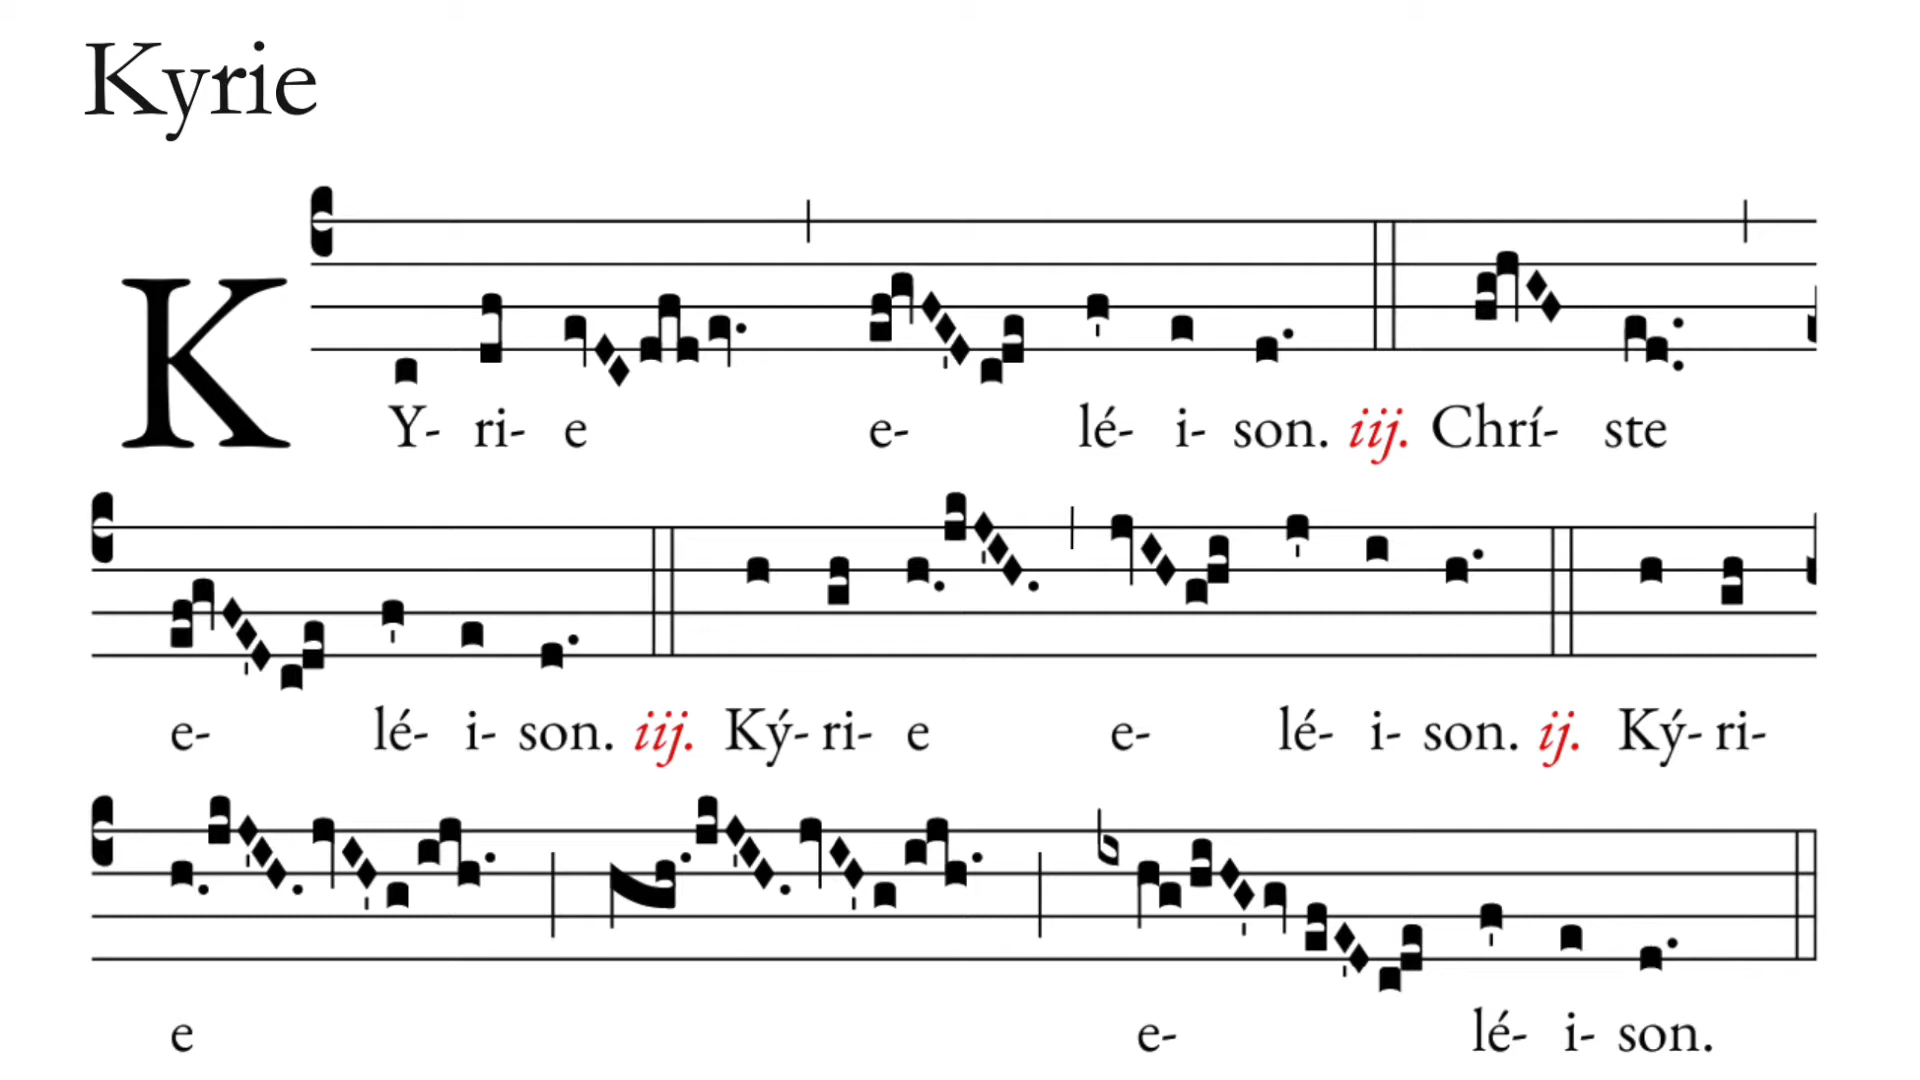 Kyrie
KY- ri- e e- lé- i- son. iij. Chrí- ste
e- lé- i- son. iij. Ký- ri- e e- lé- i- son. ij. Ký- ri-
e e- lé- i- son.